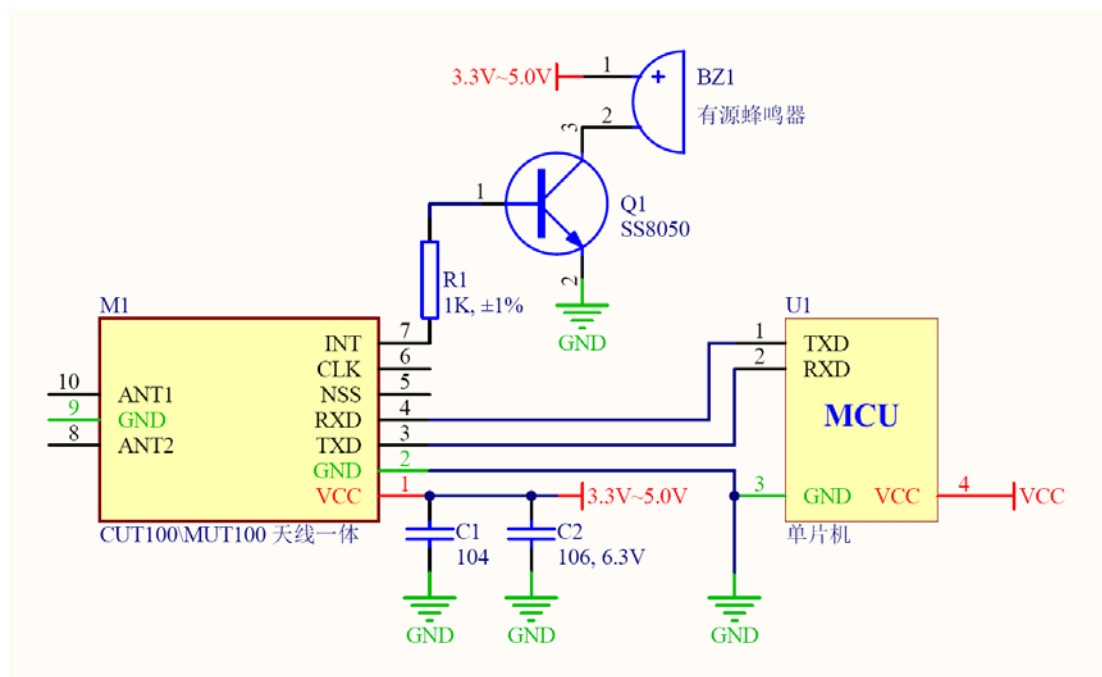 3.3V~5.0V
1
BZ1
2
有源蜂鸣器
3
1
Q1
SS8050
2
GND
R1
1K, ±1%
M1
INT
7
CLK
6
NSS
5
RXD
4
TXD
3
GND
2
VCC
1
10
ANT1
9
GND
8
ANT2
CUT100\MUT100 天线一体
3.3V~5.0V
C1
104
C2
106, 6.3V
GND
GND
GND
U1
1
TXD
2
RXD
MCU
3
GND
VCC
4
VCC
单片机